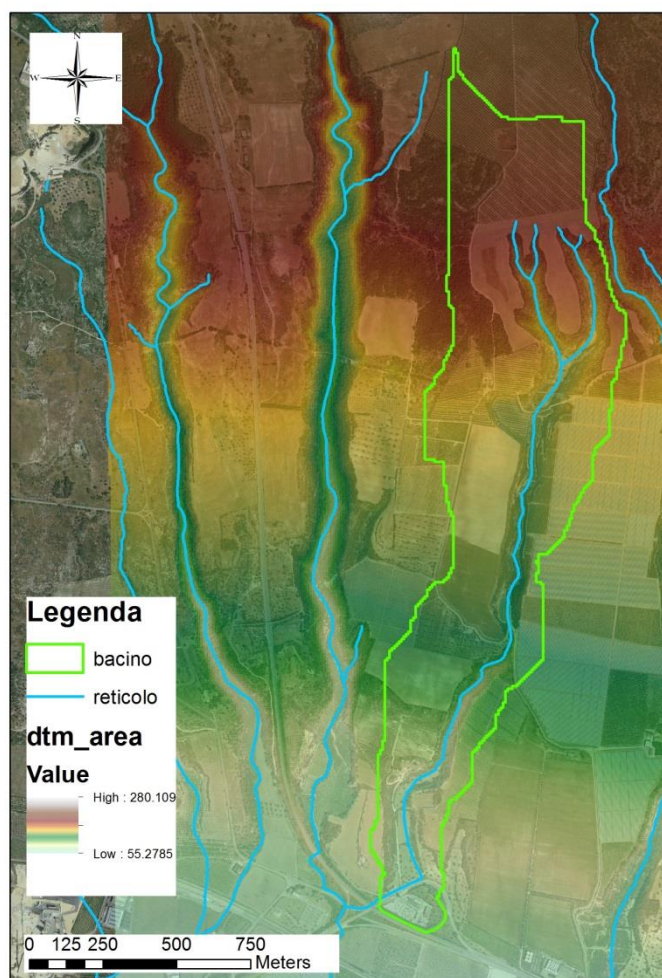 N
W E
S
Legenda
bacino
reticolo
dtm_area
Value
High : 280.109
Low : 55.2785
0 125 250 500 750
Meters